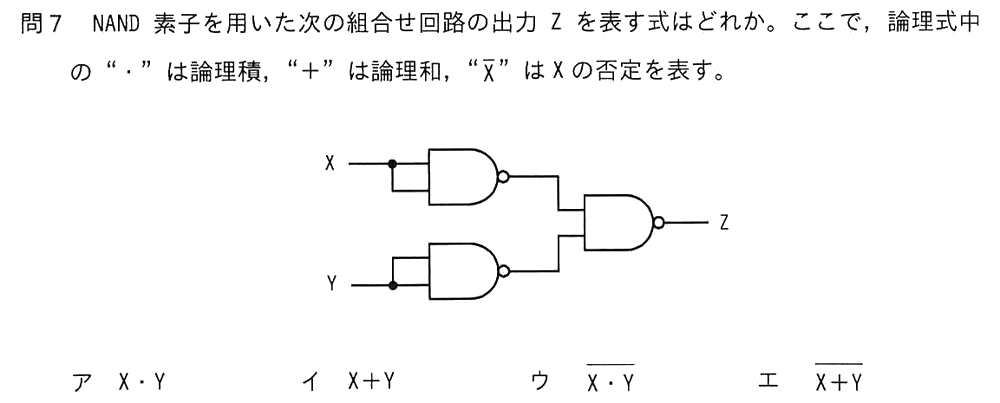 問7 NAND 素子を用いた次の組合せ回路の出力 Z を表す式はどれか。ここで，論理式中
の “・” は論理積，“＋” は論理和，“X̅” は X の否定を表す。
X
Z
Y
ア X・Y イ X＋Y ウ X̅・̅Y̅ エ X̅＋̅Y̅